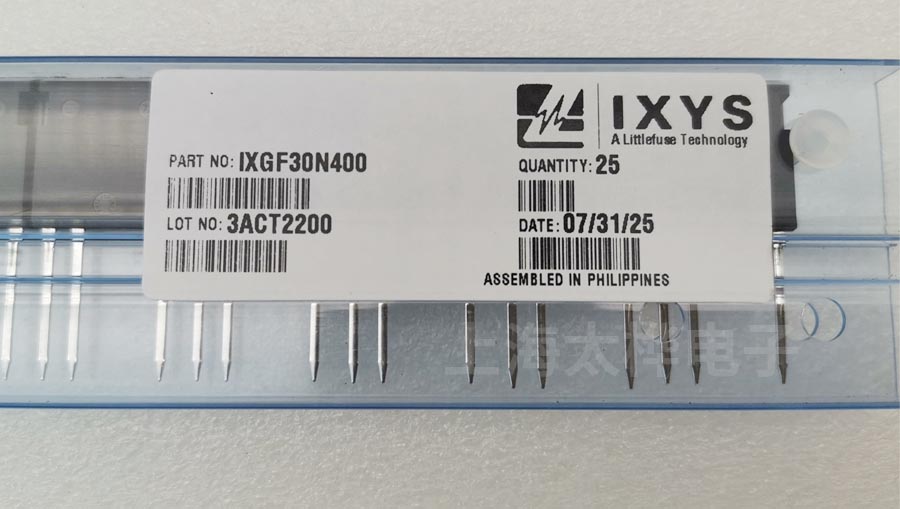 IXYS
A Littelfuse Technology
PART NO: IXGF30N400
QUANTITY: 25
LOT NO: 3ACT2200
DATE: 07/31/25
ASSEMBLED IN PHILIPPINES
上海太烨电子